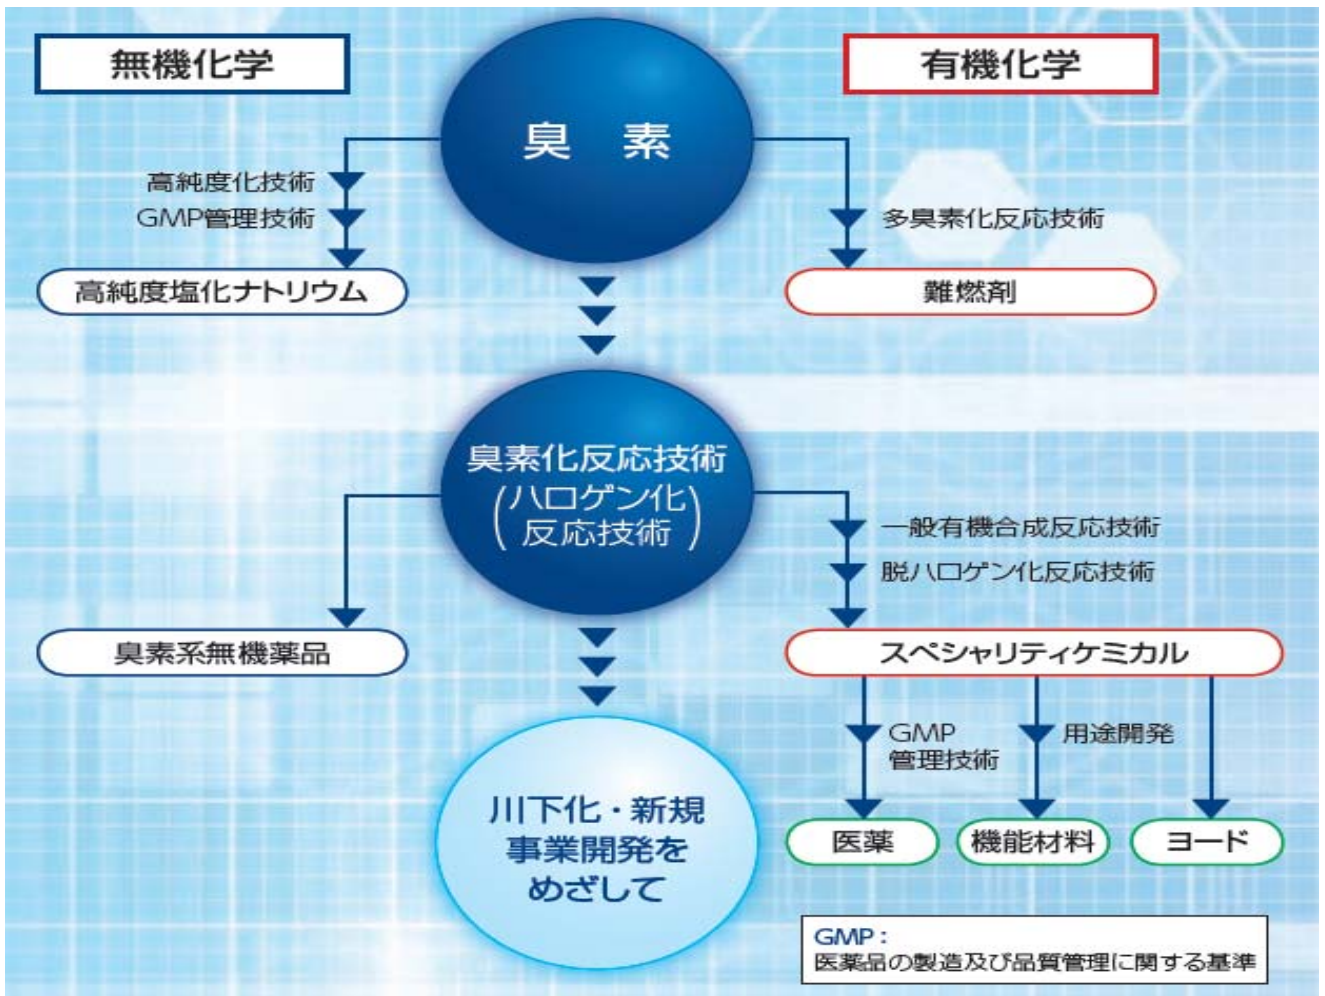 無機化学
有機化学
臭 素
高純度化技術
GMP管理技術
多臭素化反応技術
高純度塩化ナトリウム
難燃剤
臭素化反応技術
(ハロゲン化
反応技術)
一般有機合成反応技術
脱ハロゲン化反応技術
臭素系無機薬品
スペシャリティケミカル
GMP
管理技術
用途開発
川下化・新規
事業開発を
めざして
医薬
機能材料
ヨード
GMP：
医薬品の製造及び品質管理に関する基準